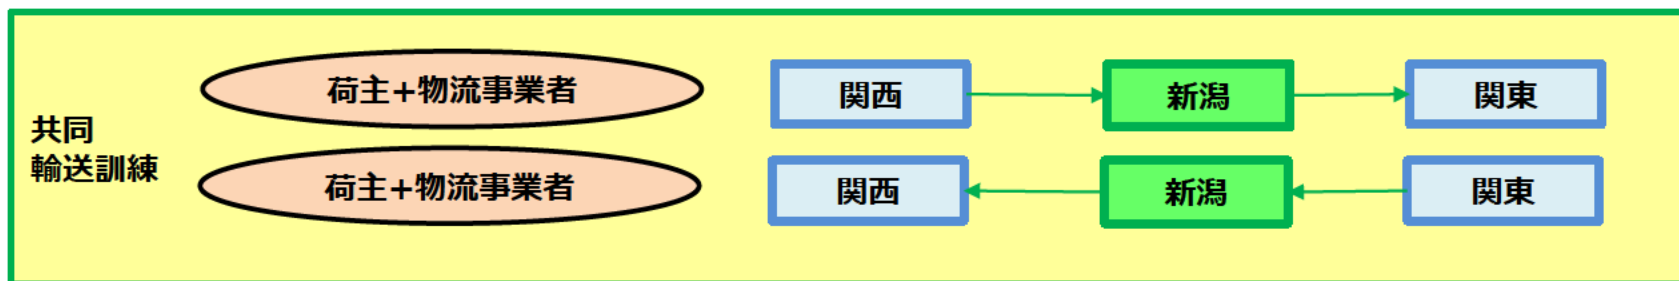 共同
輸送訓練
荷主+物流事業者
関西
新潟
関東
荷主+物流事業者
関西
新潟
関東